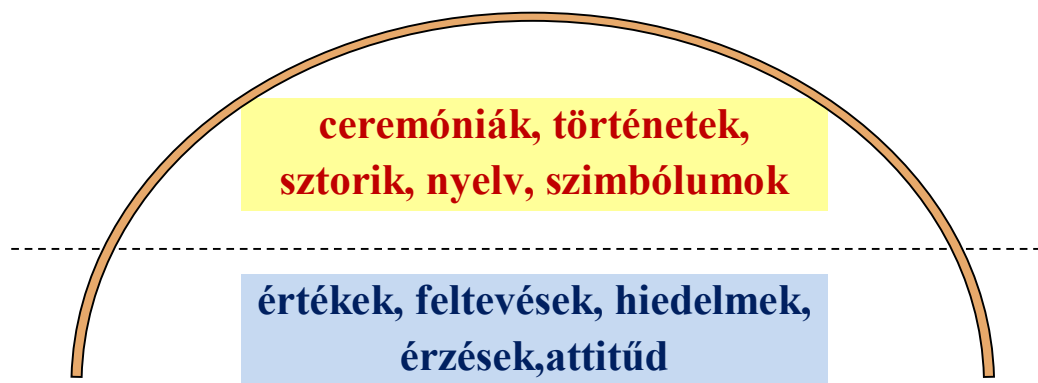 ceremóniák, történetek,
sztorik, nyelv, szimbólumok
értékek, feltevések, hiedelmek,
érzések,attitűd